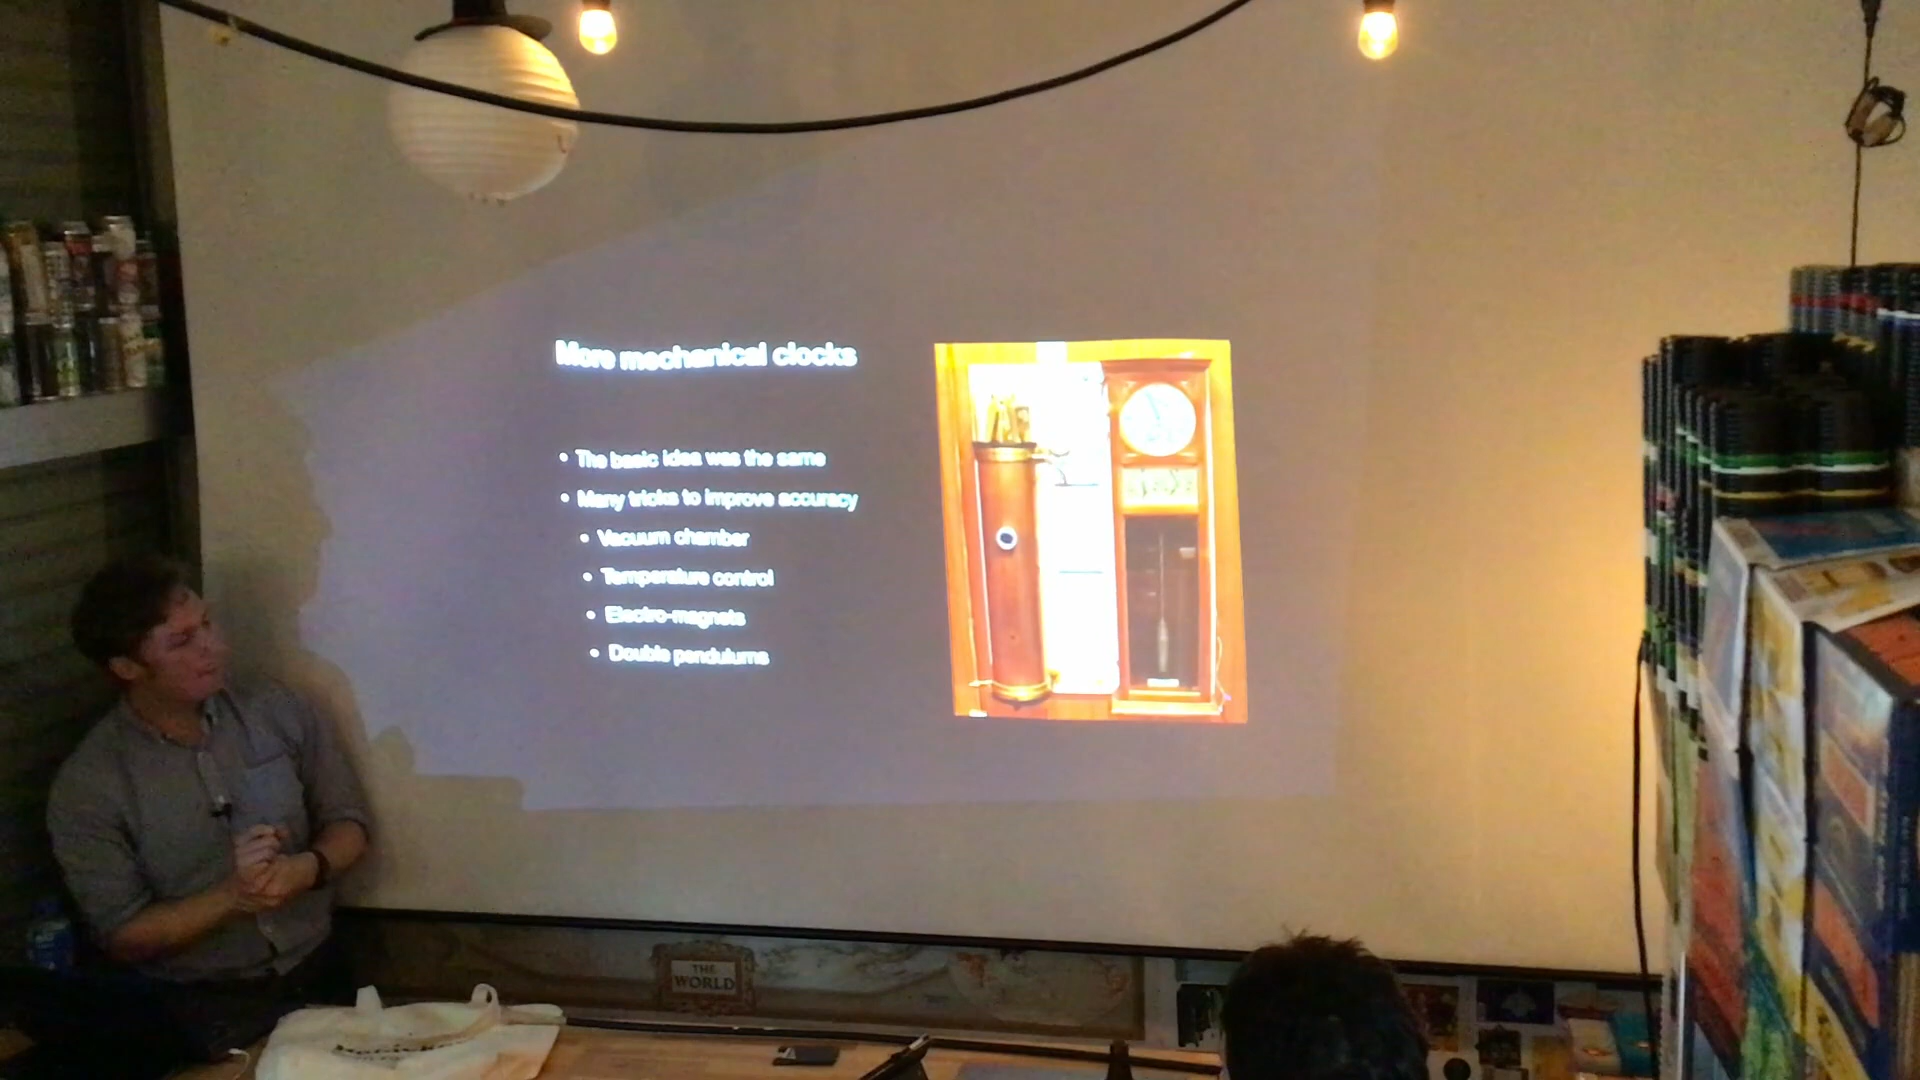 More mechanical clocks
• The basic idea was the same
• Many tricks to improve accuracy
• Vacuum chamber
• Temperature control
• Electro-magnets
• Double pendulums
THE
WORLD